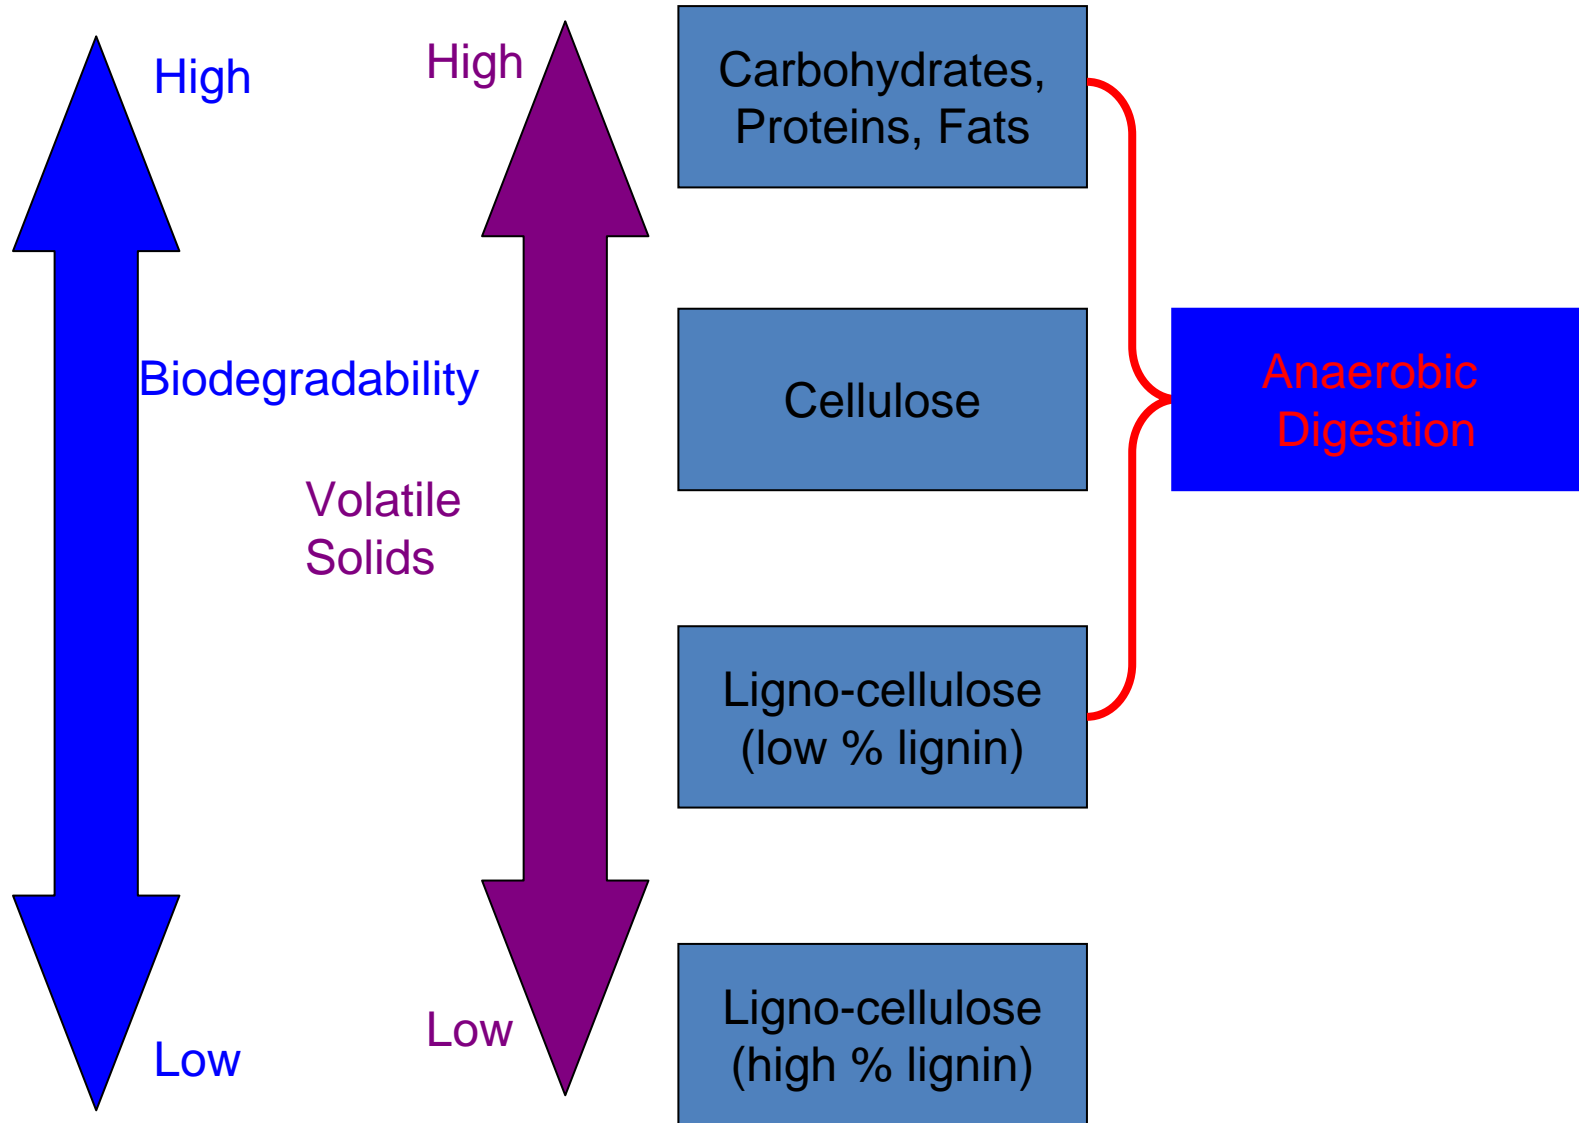 High
Biodegradability
Low
High
Volatile
Solids
Low
Carbohydrates,
Proteins, Fats
Cellulose
Ligno-cellulose
(low % lignin)
Ligno-cellulose
(high % lignin)
Anaerobic
Digestion